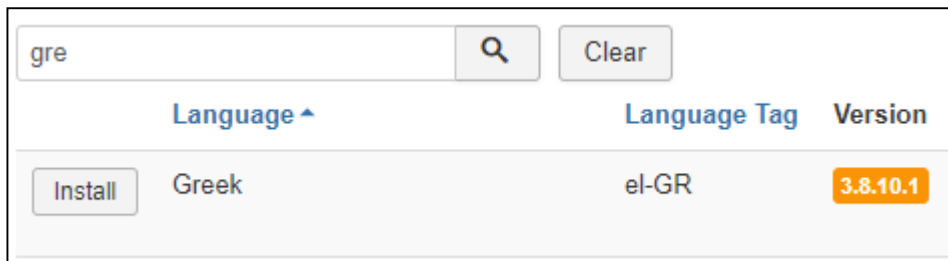 gre Clear
Language Language Tag Version
Install Greek el-GR 3.8.10.1